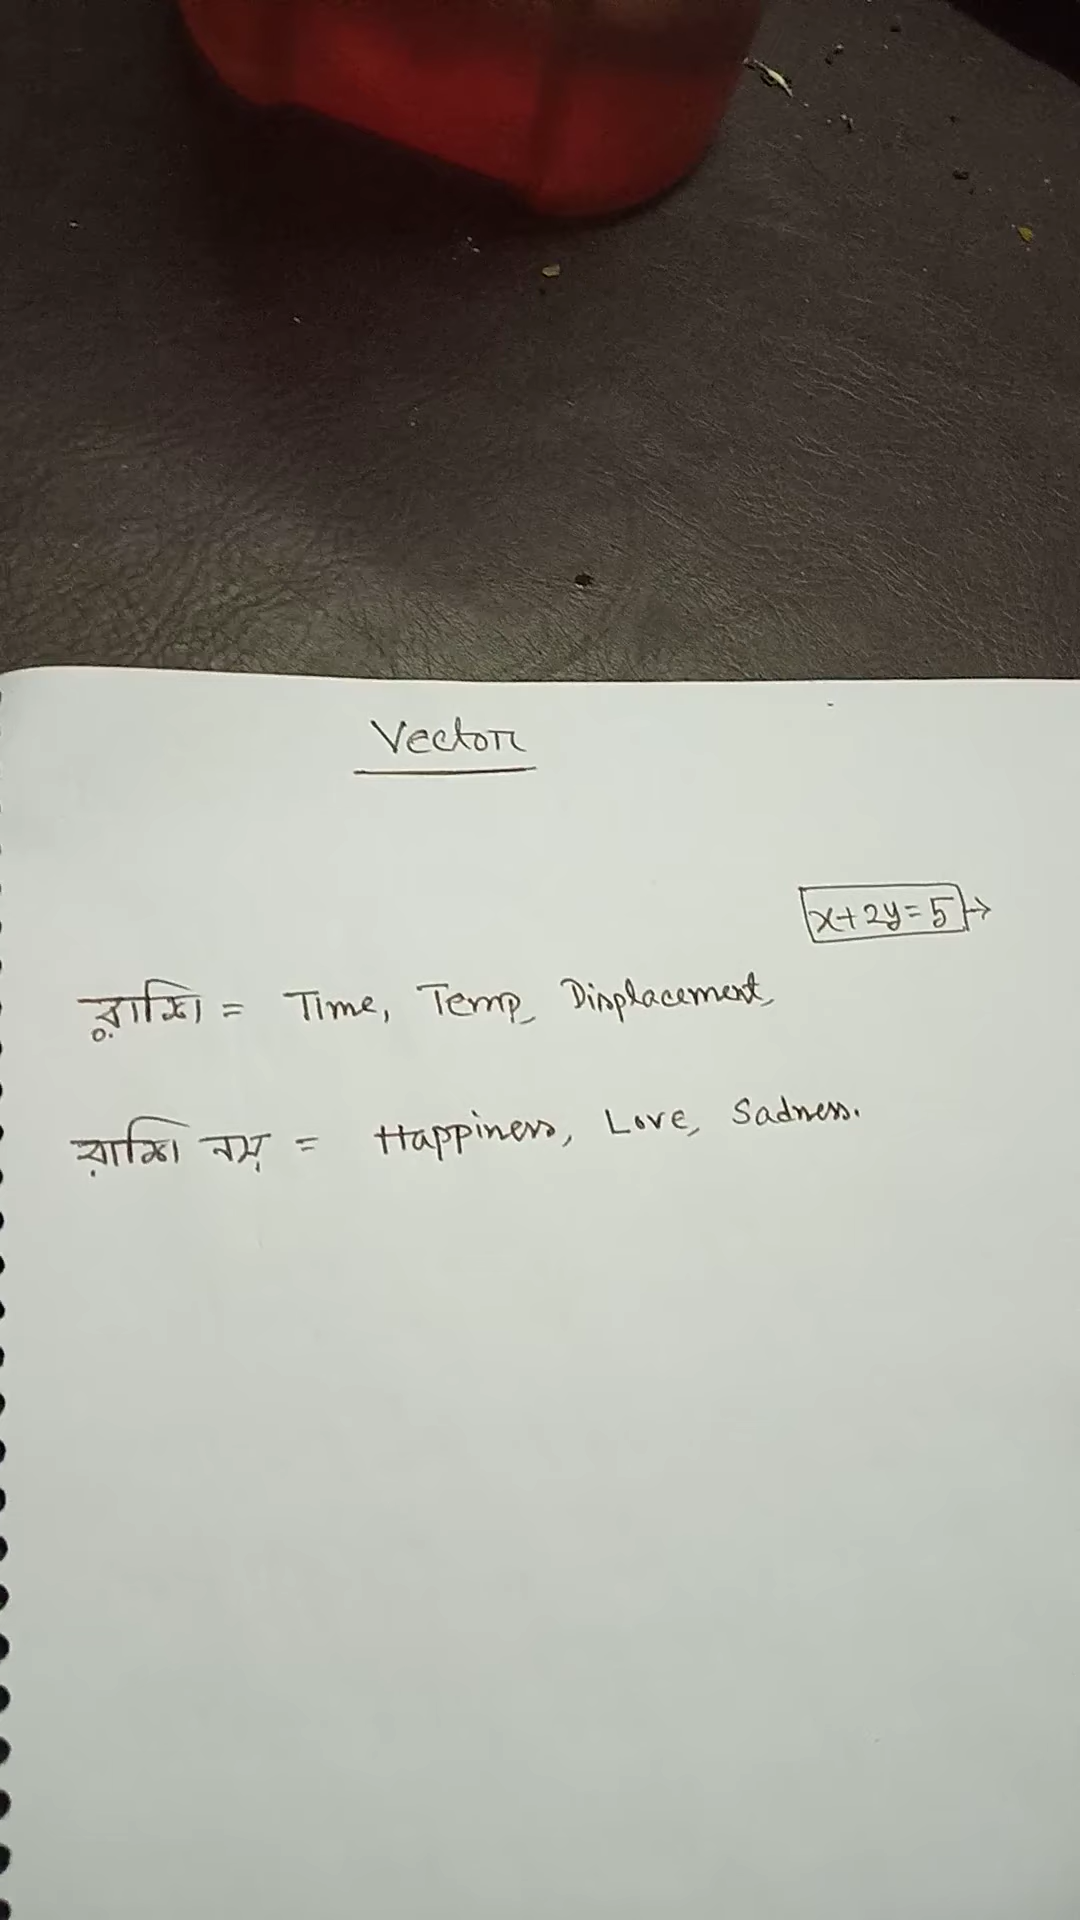 Vector
x+2y=5→
রাশি = Time, Temp, Displacement,
রাশি নয় = Happiness, Love, Sadness.